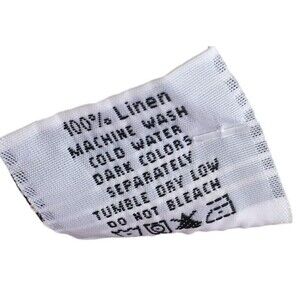 100% Linen
MACHINE WASH
COLD WATER
DARK COLORS
SEPARATELY
TUMBLE DRY LOW
DO NOT BLEACH